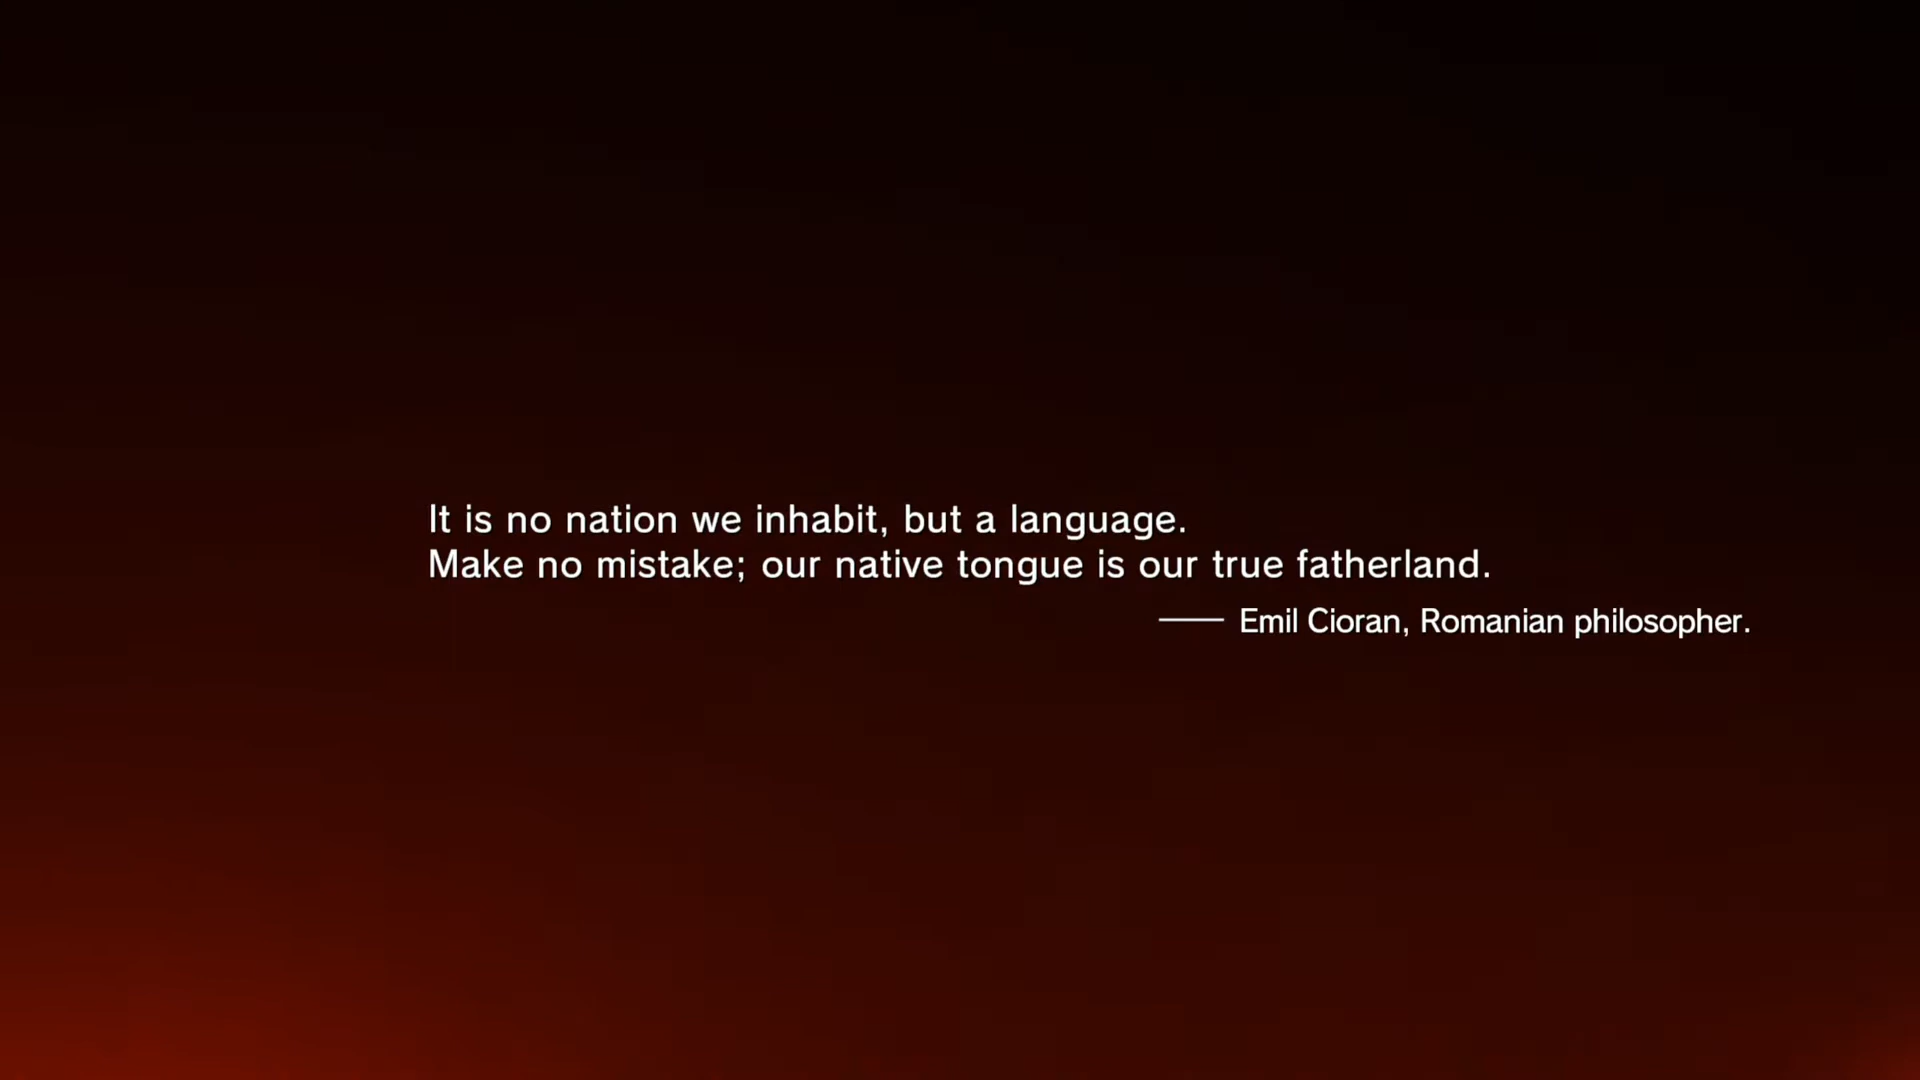 It is no nation we inhabit, but a language.
Make no mistake; our native tongue is our true fatherland.
—— Emil Cioran, Romanian philosopher.